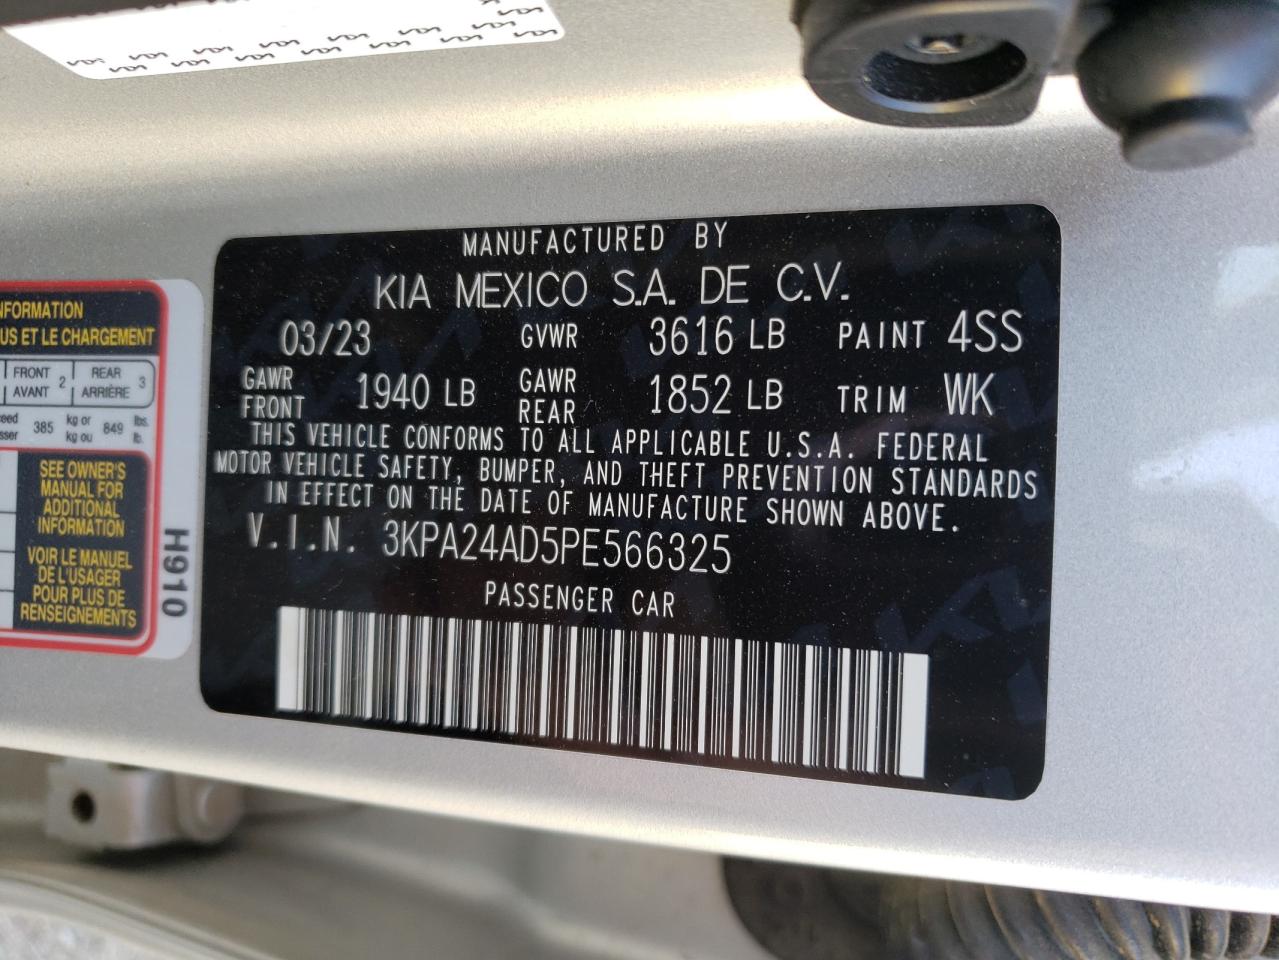 MANUFACTURED BY
KIA MEXICO S.A. DE C.V.
03/23 GVWR 3616 LB PAINT 4SS
GAWR FRONT 1940 LB GAWR REAR 1852 LB TRIM WK
THIS VEHICLE CONFORMS TO ALL APPLICABLE U.S.A. FEDERAL
MOTOR VEHICLE SAFETY, BUMPER, AND THEFT PREVENTION STANDARDS
IN EFFECT ON THE DATE OF MANUFACTURE SHOWN ABOVE.
V.I.N. 3KPA24AD5PE566325
PASSENGER CAR
INFORMATION
US ET LE CHARGEMENT
FRONT AVANT 2 REAR ARRIÈRE 3
385 kg or kg ou 849 lbs. lb.
SEE OWNER'S
MANUAL FOR
ADDITIONAL
INFORMATION
VOIR LE MANUEL
DE L'USAGER
POUR PLUS DE
RENSEIGNEMENTS
H910